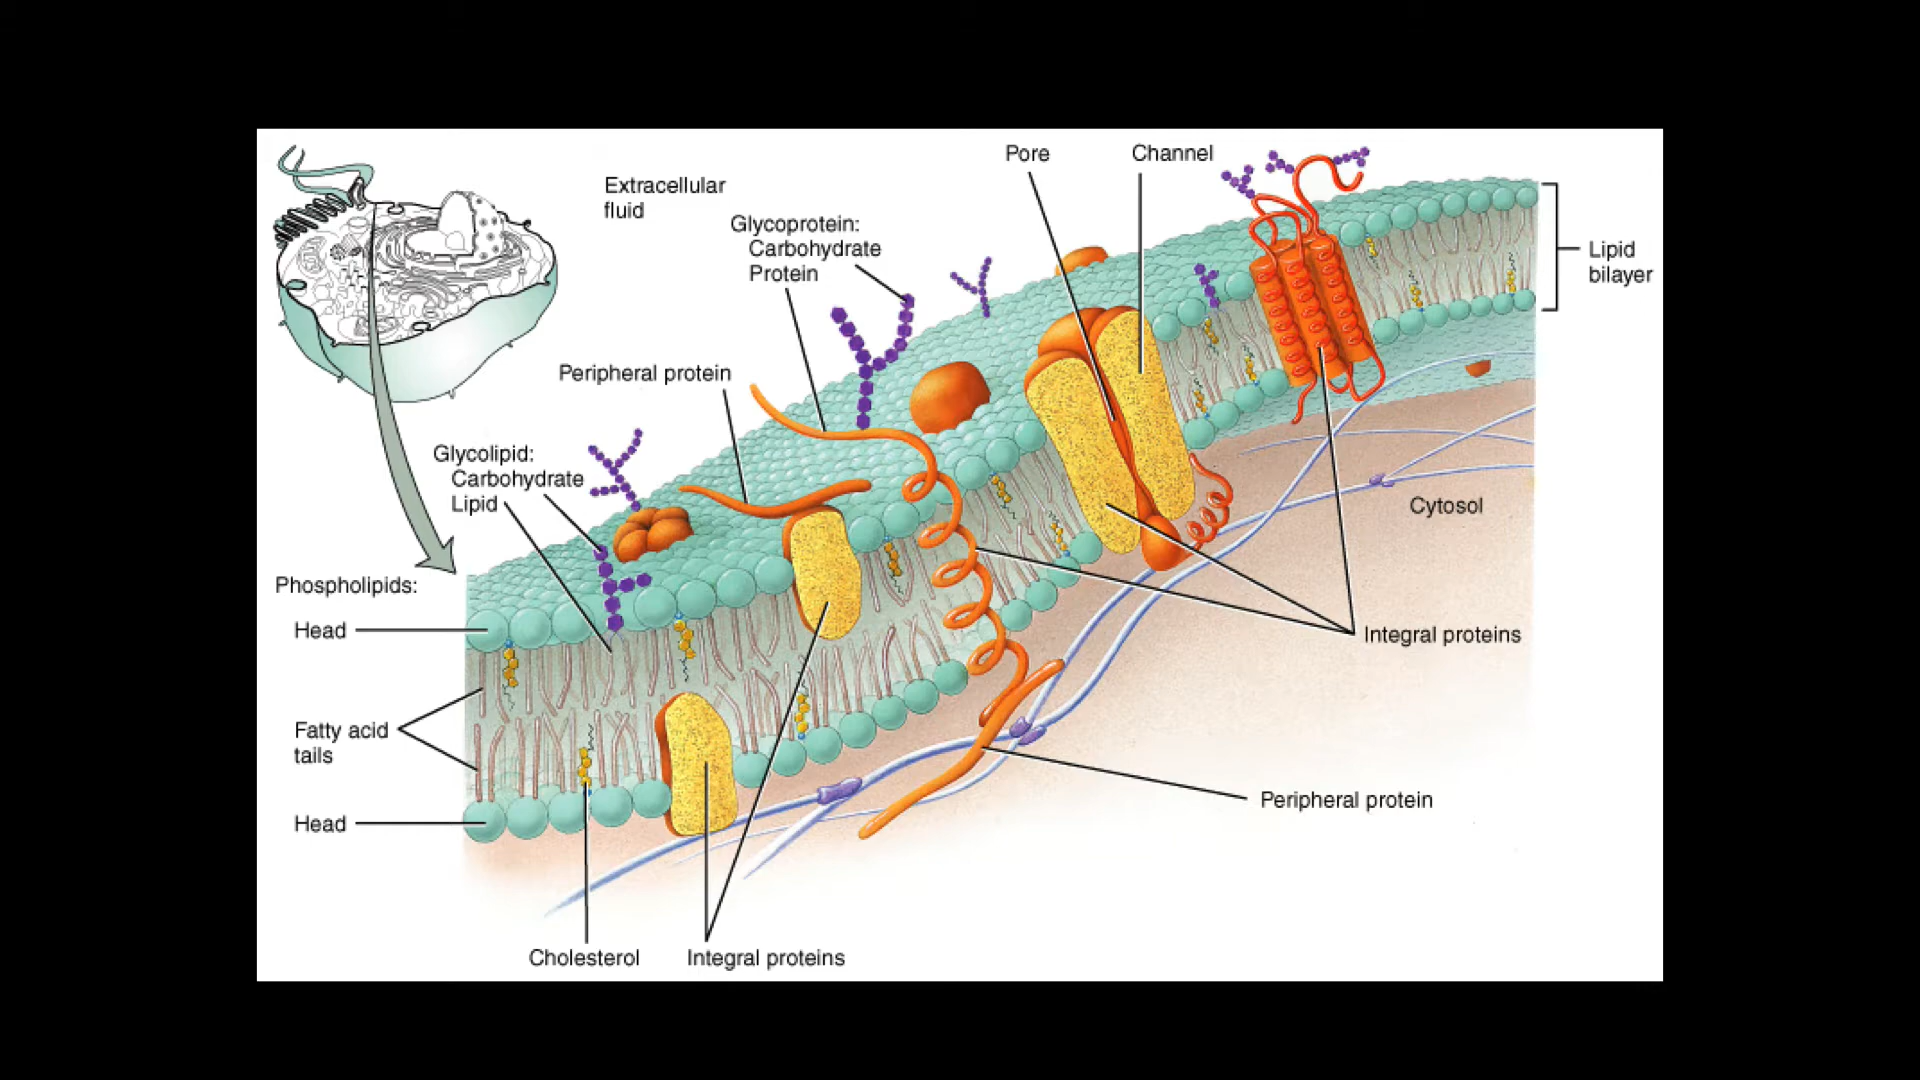 Pore
Channel
Extracellular
fluid
Glycoprotein:
Carbohydrate
Protein
Lipid
bilayer
Peripheral protein
Glycolipid:
Carbohydrate
Lipid
Cytosol
Phospholipids:
Head
Integral proteins
Fatty acid
tails
Peripheral protein
Head
Cholesterol
Integral proteins